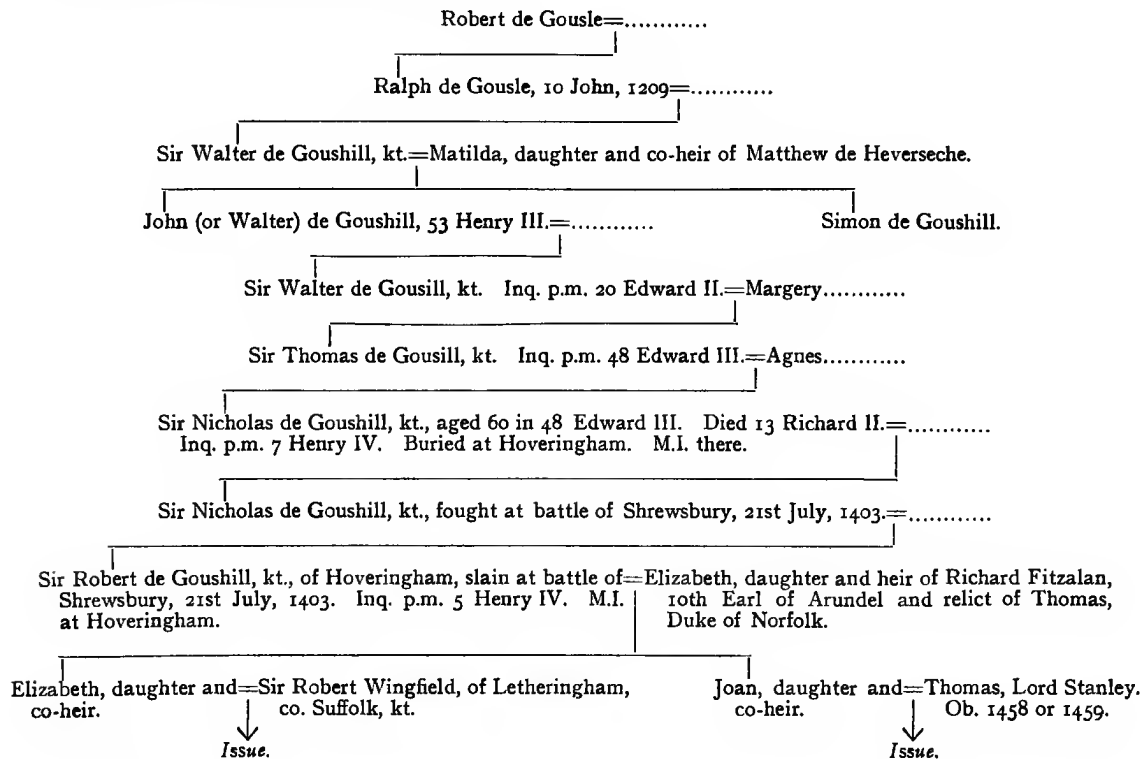 Robert de Gousle=............
Ralph de Gousle, 10 John, 1209=............
Sir Walter de Goushill, kt.=Matilda, daughter and co-heir of Matthew de Heverseche.
John (or Walter) de Goushill, 53 Henry III.=............ Simon de Goushill.
Sir Walter de Gousill, kt. Inq. p.m. 20 Edward II.=Margery............
Sir Thomas de Gousill, kt. Inq. p.m. 48 Edward III.=Agnes............
Sir Nicholas de Goushill, kt., aged 60 in 48 Edward III. Died 13 Richard II.=............
Inq. p.m. 7 Henry IV. Buried at Hoveringham. M.I. there.
Sir Nicholas de Goushill, kt., fought at battle of Shrewsbury, 21st July, 1403.=............
Sir Robert de Goushill, kt., of Hoveringham, slain at battle of=Elizabeth, daughter and heir of Richard Fitzalan,
Shrewsbury, 21st July, 1403. Inq. p.m. 5 Henry IV. M.I. 10th Earl of Arundel and relict of Thomas,
at Hoveringham. Duke of Norfolk.
Elizabeth, daughter and=Sir Robert Wingfield, of Letheringham, Joan, daughter and=Thomas, Lord Stanley.
co-heir. co. Suffolk, kt. co-heir. Ob. 1458 or 1459.
Issue. Issue.